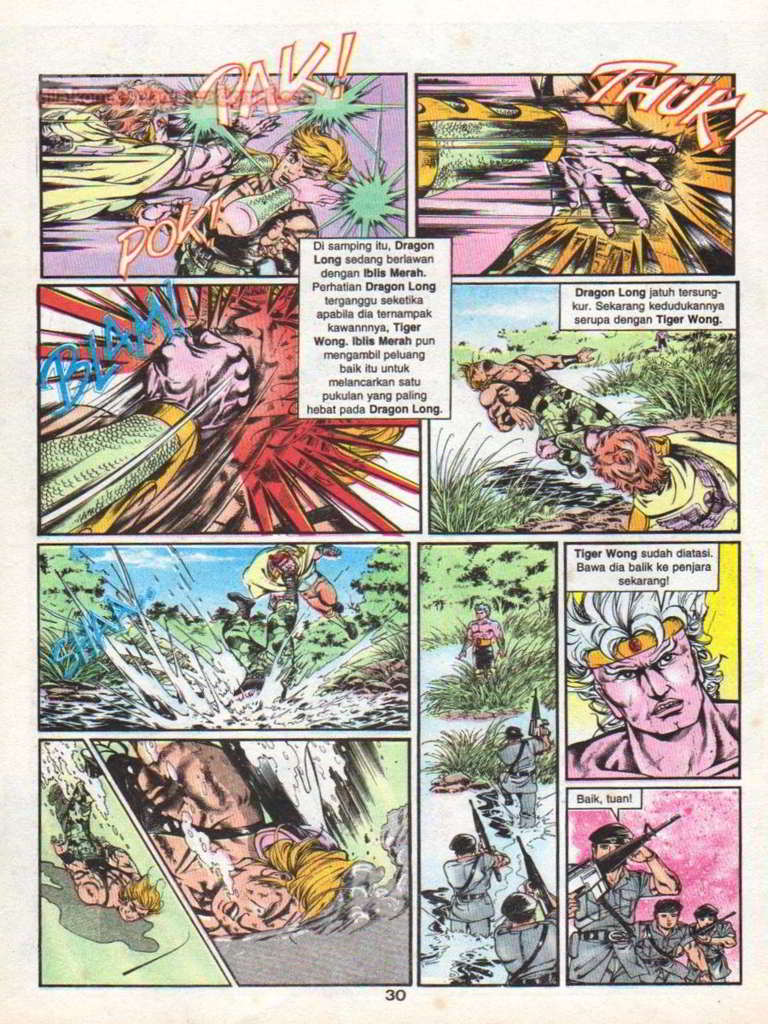 PAK!
THUK!
POK!
Di samping itu, Dragon
Long sedang berlawan
dengan Iblis Merah.
Perhatian Dragon Long
terganggu seketika
apabila dia ternampak
kawannnya, Tiger
Wong. Iblis Merah pun
mengambil peluang
baik itu untuk
melancarkan satu
pukulan yang paling
hebat pada Dragon Long.
BLAM!
Dragon Long jatuh tersung-
kur. Sekarang kedudukannya
serupa dengan Tiger Wong.
Tiger Wong sudah diatasi.
Bawa dia balik ke penjara
sekarang!
Baik, tuan!
30